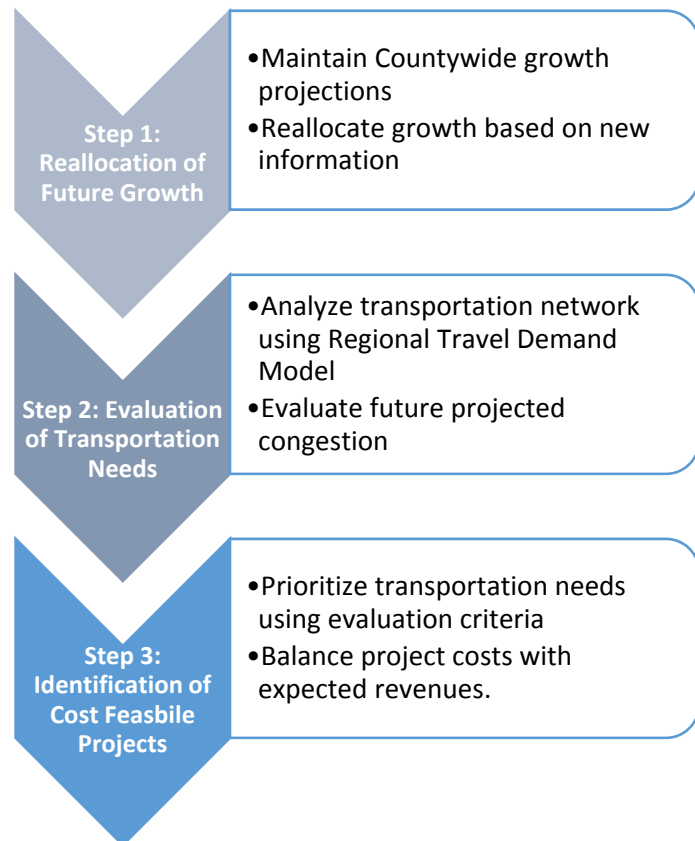 Step 1:
Reallocation of
Future Growth
•Maintain Countywide growth
projections
•Reallocate growth based on new
information
Step 2: Evaluation
of Transportation
Needs
•Analyze transportation network
using Regional Travel Demand
Model
•Evaluate future projected
congestion
Step 3:
Identification of
Cost Feasbile
Projects
•Prioritize transportation needs
using evaluation criteria
•Balance project costs with
expected revenues.